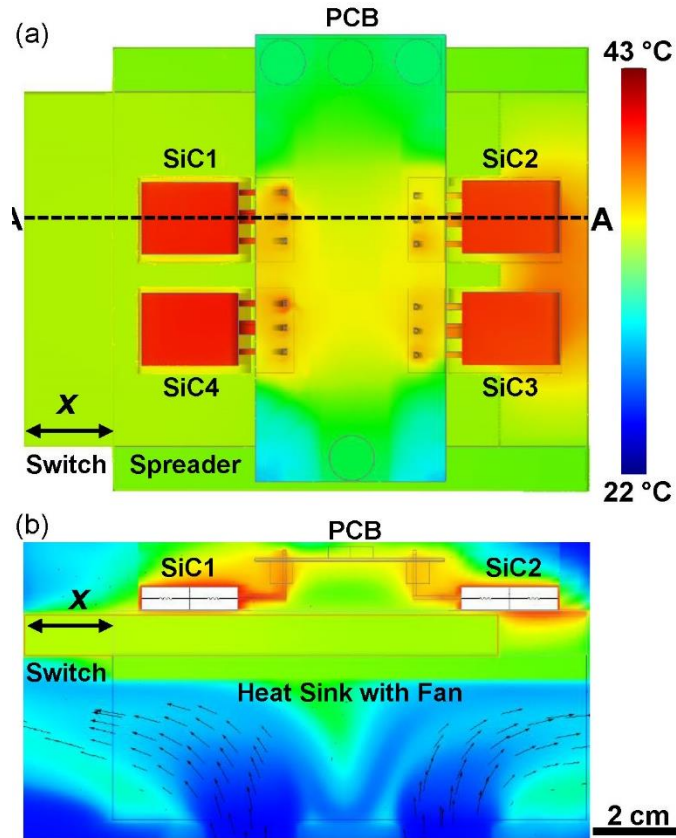 (a)
PCB
43 °C
SiC1
SiC2
A
A
SiC4
SiC3
x
Switch
Spreader
22 °C
(b)
PCB
SiC1
SiC2
x
Switch
Heat Sink with Fan
2 cm